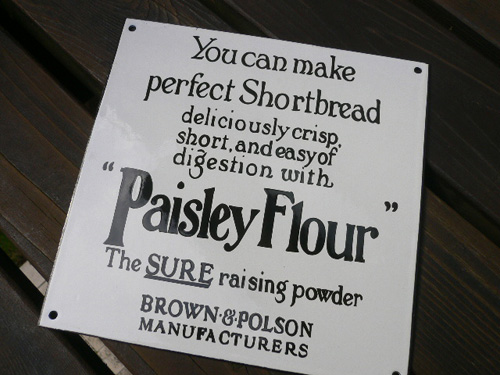 You can make
perfect Shortbread
deliciously crisp,
short, and easy of
digestion with
"Paisley Flour"
The SURE raising powder
BROWN & POLSON
MANUFACTURERS